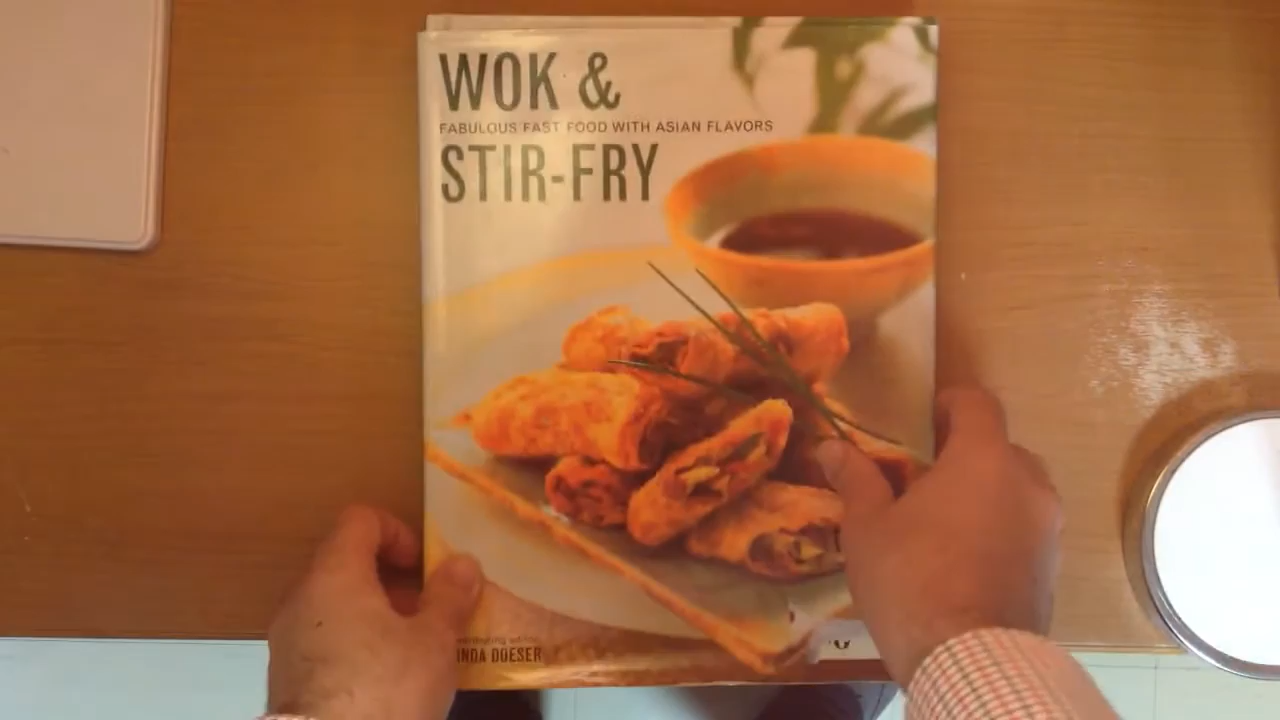 WOK &
FABULOUS FAST FOOD WITH ASIAN FLAVORS
STIR-FRY
INDA DOESER